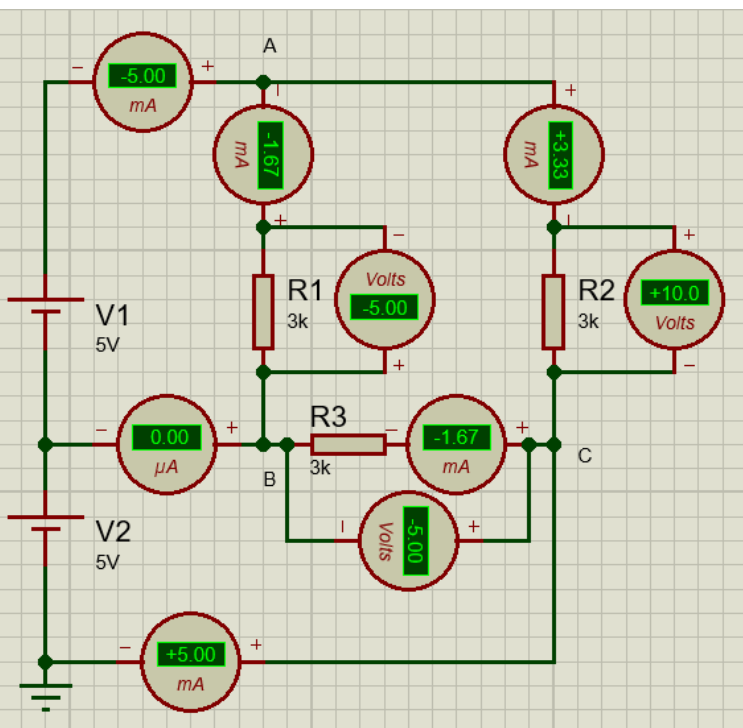 A
− -5.00 +
mA
-1.67
mA
+
+3.33
mA
+
−
R1
3k
Volts
-5.00
+
R2
3k
+
+10.0
Volts
−
V1
5V
− 0.00 +
µA
B
R3
3k
− -1.67 +
mA
C
-5.00
Volts
+
V2
5V
− +5.00 +
mA